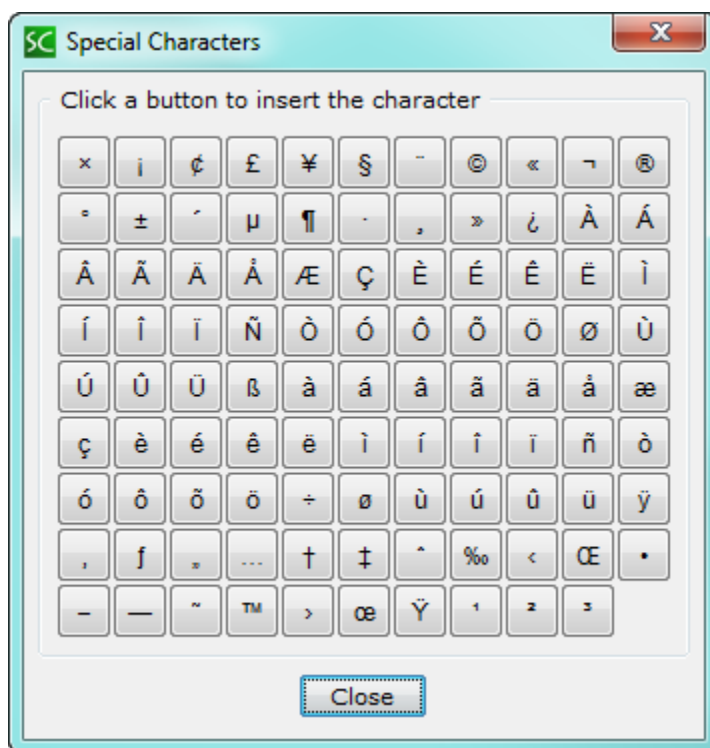 SC Special Characters
Click a button to insert the character
× ¡ ¢ £ ¥ § ¨ © « ¬ ®
° ± ´ µ ¶ · ¸ » ¿ À Á
Â Ã Ä Å Æ Ç È É Ê Ë Ì
Í Î Ï Ñ Ò Ó Ô Õ Ö Ø Ù
Ú Û Ü ß à á â ã ä å æ
ç è é ê ë ì í î ï ñ ò
ó ô õ ö ÷ ø ù ú û ü ÿ
‚ ƒ „ … † ‡ ˆ ‰ ‹ Œ •
– — ˜ ™ › œ Ÿ ¹ ² ³
Close